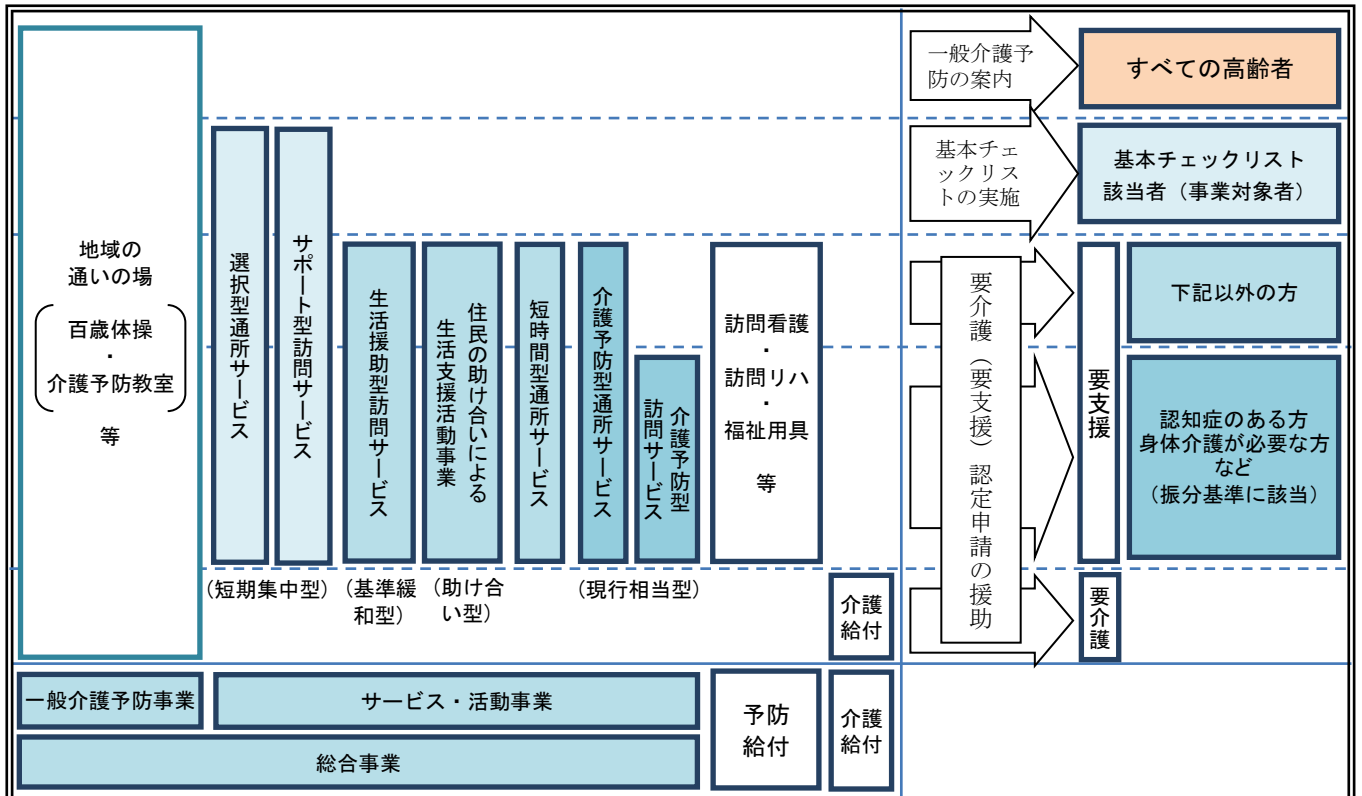 地域の
通いの場
百歳体操
・
介護予防教室
等
選択型通所サービス
サポート型訪問サービス
(短期集中型)
生活援助型訪問サービス
(基準緩
和型)
住民の助け合いによる
生活支援活動事業
(助け合
い型)
短時間型通所サービス
介護予防型通所サービス
介護予防型
訪問サービス
(現行相当型)
訪問看護
・
訪問リハ
・
福祉用具
等
介護
給付
一般介護予防事業
サービス・活動事業
総合事業
予防
給付
介護
給付
一般介護予
防の案内
すべての高齢者
基本チェ
ックリス
トの実施
基本チェックリスト
該当者（事業対象者）
要介護（要支援）認定申請の援助
要支援
下記以外の方
認知症のある方
身体介護が必要な方
など
（振分基準に該当）
要介護